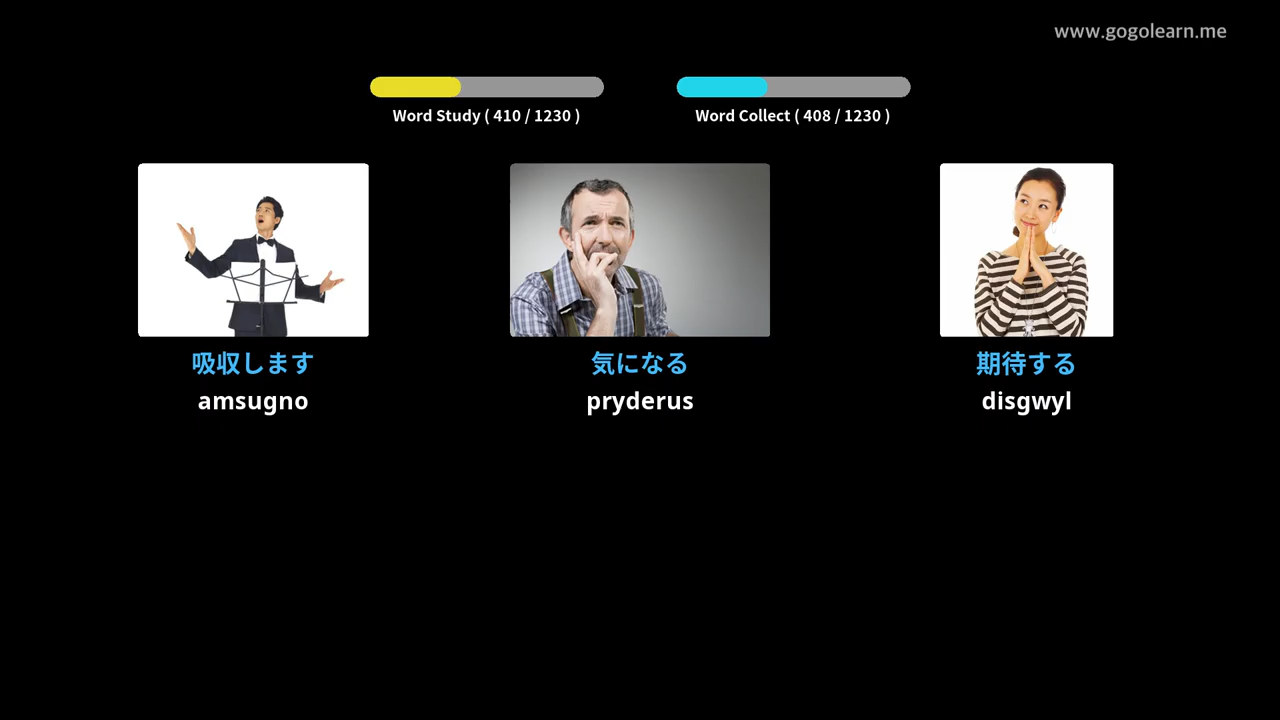 www.gogolearn.me
Word Study ( 410 / 1230 )
Word Collect ( 408 / 1230 )
吸収します
気になる
期待する
amsugno
pryderus
disgwyl